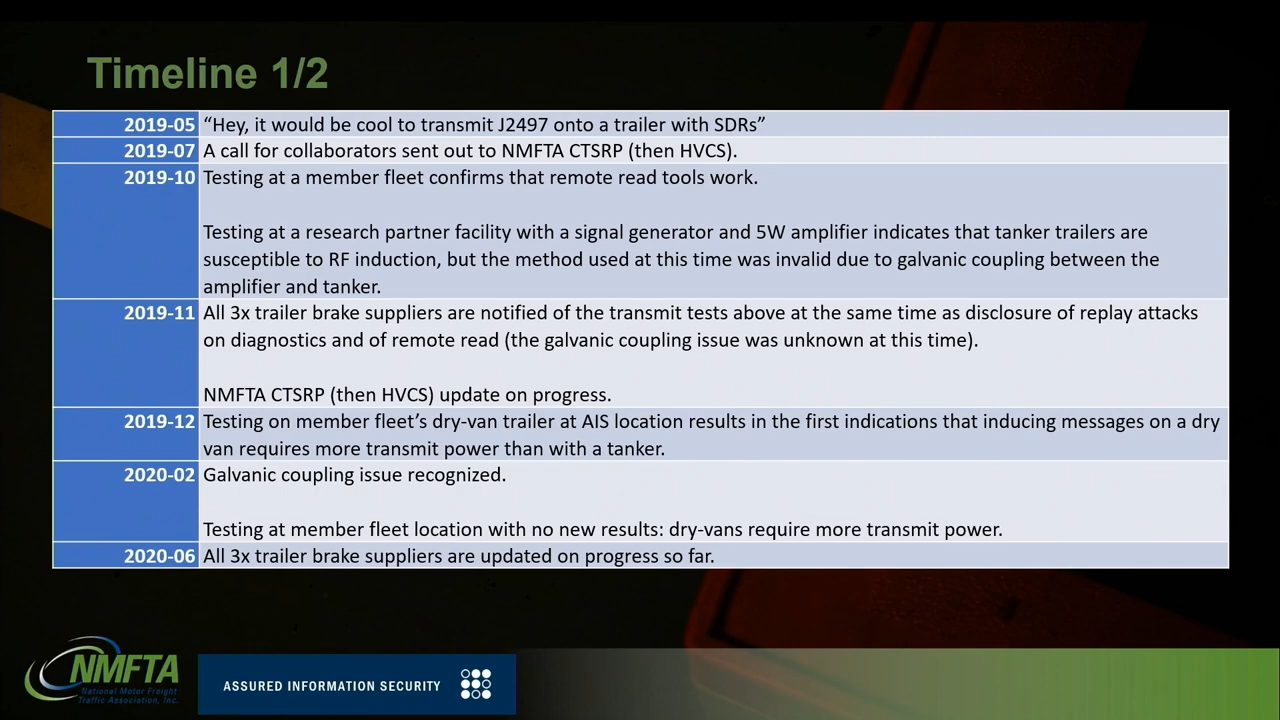 Timeline 1/2
2019-05 “Hey, it would be cool to transmit J2497 onto a trailer with SDRs”
2019-07 A call for collaborators sent out to NMFTA CTSRP (then HVCS).
2019-10 Testing at a member fleet confirms that remote read tools work.
Testing at a research partner facility with a signal generator and 5W amplifier indicates that tanker trailers are
susceptible to RF induction, but the method used at this time was invalid due to galvanic coupling between the
amplifier and tanker.
2019-11 All 3x trailer brake suppliers are notified of the transmit tests above at the same time as disclosure of replay attacks
on diagnostics and of remote read (the galvanic coupling issue was unknown at this time).
NMFTA CTSRP (then HVCS) update on progress.
2019-12 Testing on member fleet’s dry-van trailer at AIS location results in the first indications that inducing messages on a dry
van requires more transmit power than with a tanker.
2020-02 Galvanic coupling issue recognized.
Testing at member fleet location with no new results: dry-vans require more transmit power.
2020-06 All 3x trailer brake suppliers are updated on progress so far.
NMFTA
National Motor Freight
Traffic Association, Inc.
ASSURED INFORMATION SECURITY